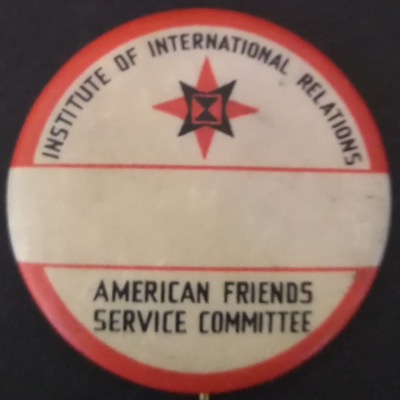 INSTITUTE OF INTERNATIONAL RELATIONS
AMERICAN FRIENDS
SERVICE COMMITTEE